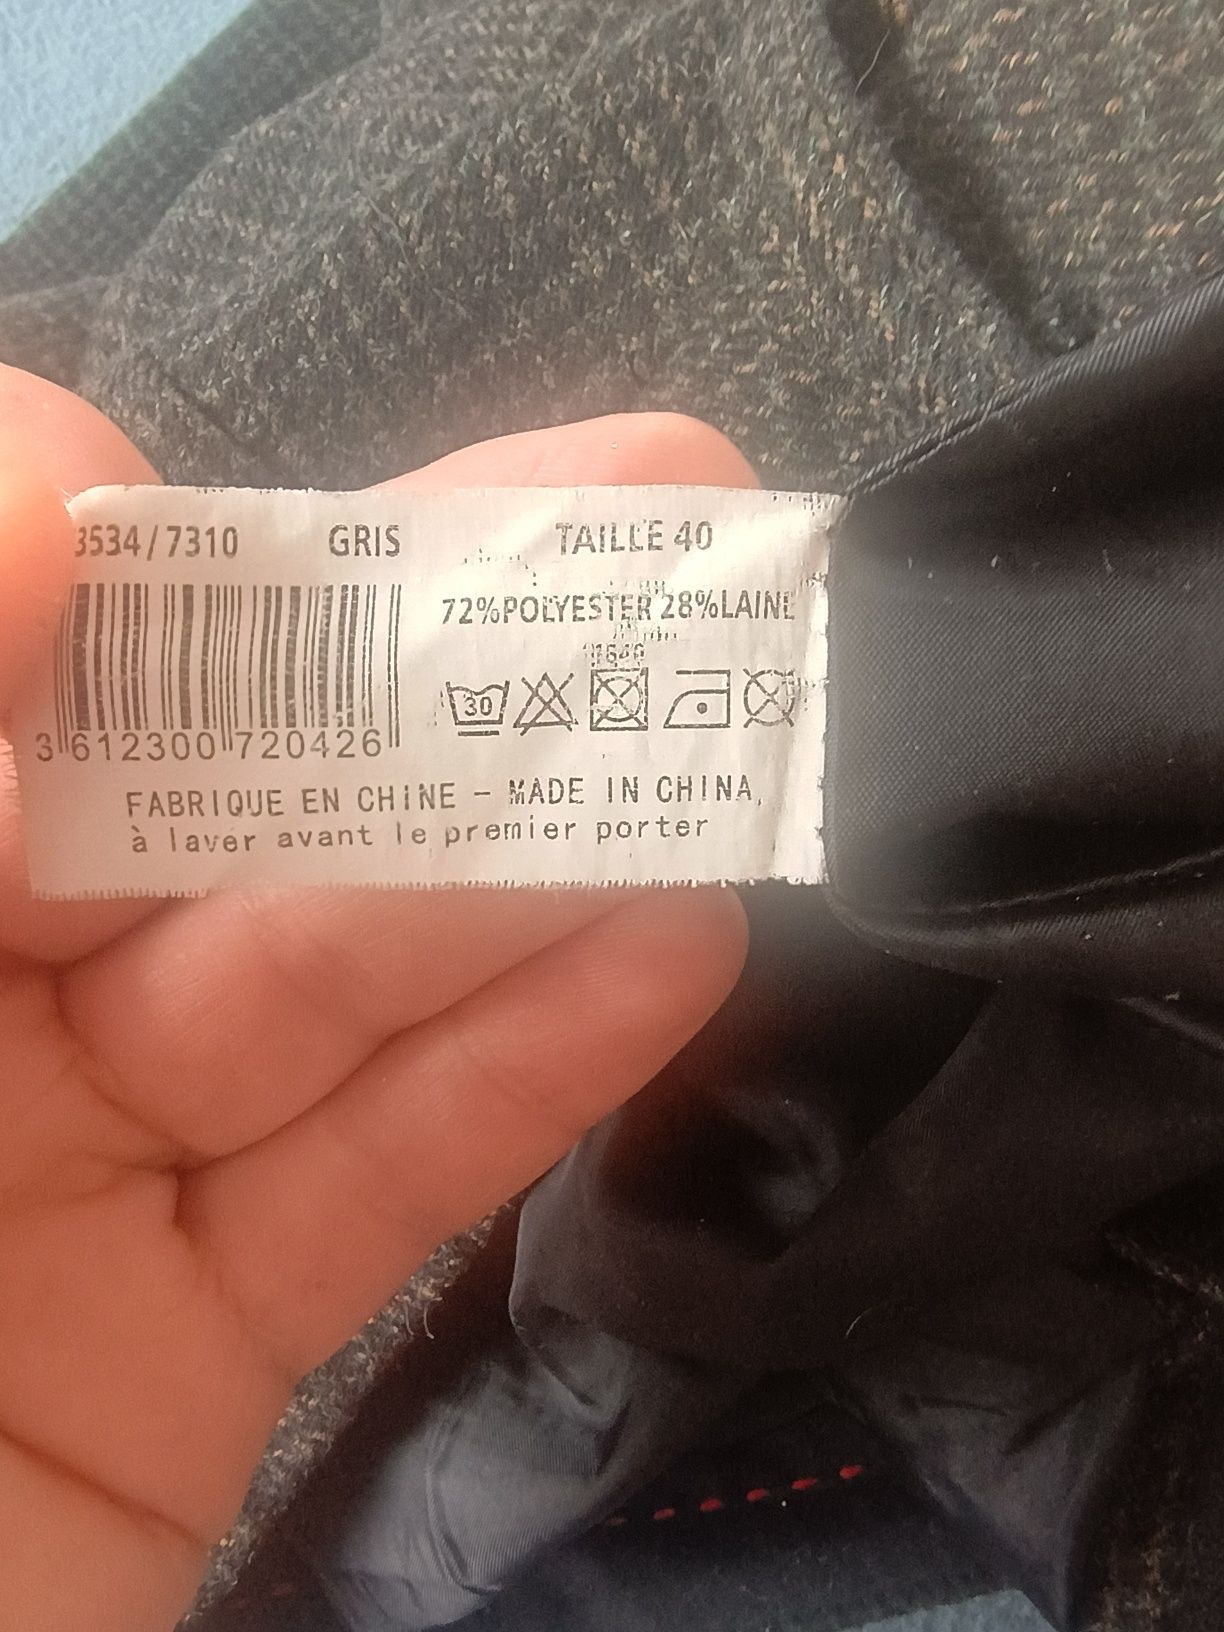 3534/7310 GRIS TAILLE 40
72%POLYESTER 28%LAINE
30
3 612300 720426
FABRIQUE EN CHINE - MADE IN CHINA,
à laver avant le premier porter